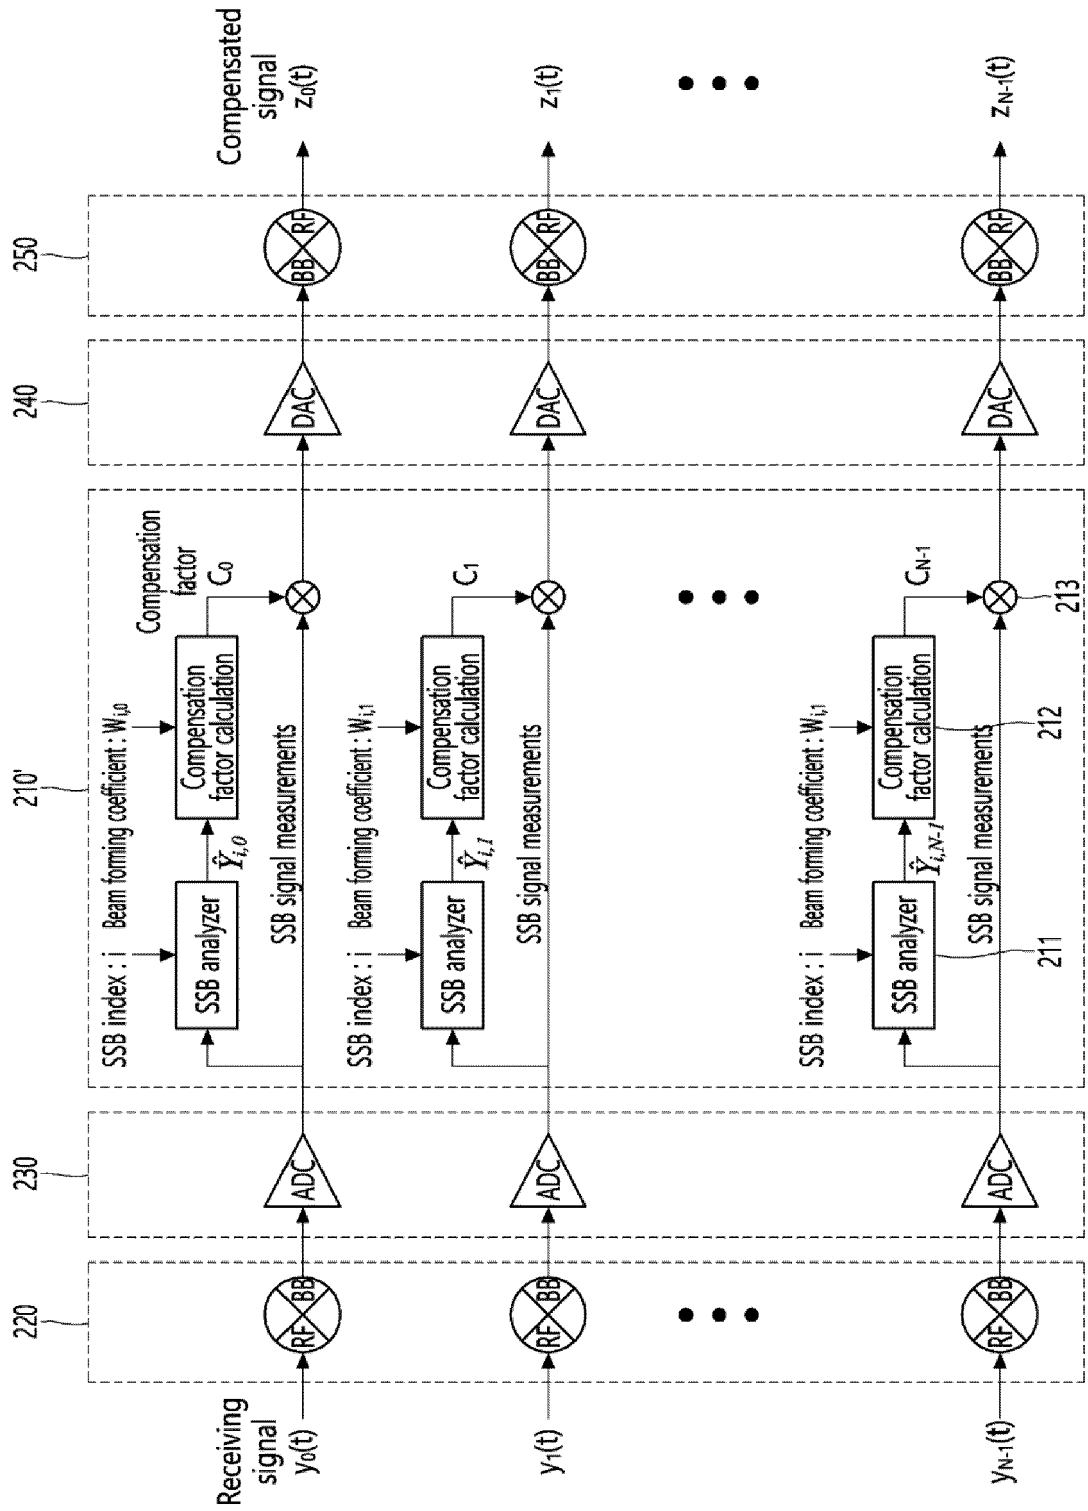 220
230
210'
240
250
Receiving
signal
y0(t)
RF
BB
ADC
SSB index : i
SSB analyzer
Ŷi,0
Beam forming coefficient : Wi,0
Compensation
factor calculation
Compensation
factor
C0
SSB signal measurements
DAC
BB
RF
Compensated
signal
z0(t)
y1(t)
RF
BB
ADC
SSB index : i
SSB analyzer
Ŷi,1
Beam forming coefficient : Wi,1
Compensation
factor calculation
C1
SSB signal measurements
DAC
BB
RF
z1(t)
yN-1(t)
RF
BB
ADC
SSB index : i
SSB analyzer
Ŷi,N-1
Beam forming coefficient : Wi,1
Compensation
factor calculation
CN-1
SSB signal measurements
211
212
213
DAC
BB
RF
zN-1(t)